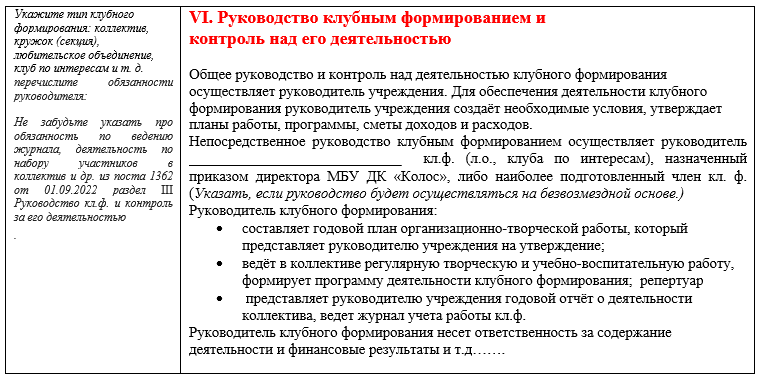 Укажите тип клубного
формирования: коллектив,
кружок (секция),
любительское объединение,
клуб по интересам и т. д.
перечислите обязанности
руководителя:
Не забудьте указать про
обязанность по ведению
журнала, деятельность по
набору участников в
коллектив и др. из поста 1362
от 01.09.2022 раздел III
Руководство кл.ф. и контроль
за его деятельностью
.
VI. Руководство клубным формированием и
контроль над его деятельностью
Общее руководство и контроль над деятельностью клубного формирования
осуществляет руководитель учреждения. Для обеспечения деятельности клубного
формирования руководитель учреждения создаёт необходимые условия, утверждает
планы работы, программы, сметы доходов и расходов.
Непосредственное руководство клубным формированием осуществляет руководитель
______________________________ кл.ф. (л.о., клуба по интересам), назначенный
приказом директора МБУ ДК «Колос», либо наиболее подготовленный член кл. ф.
(Указать, если руководство будет осуществляться на безвозмездной основе.)
Руководитель клубного формирования:
• составляет годовой план организационно-творческой работы, который
представляет руководителю учреждения на утверждение;
• ведёт в коллективе регулярную творческую и учебно-воспитательную работу,
формирует программу деятельности клубного формирования; репертуар
• представляет руководителю учреждения годовой отчёт о деятельности
коллектива, ведет журнал учета работы кл.ф.
Руководитель клубного формирования несет ответственность за содержание
деятельности и финансовые результаты и т.д…….